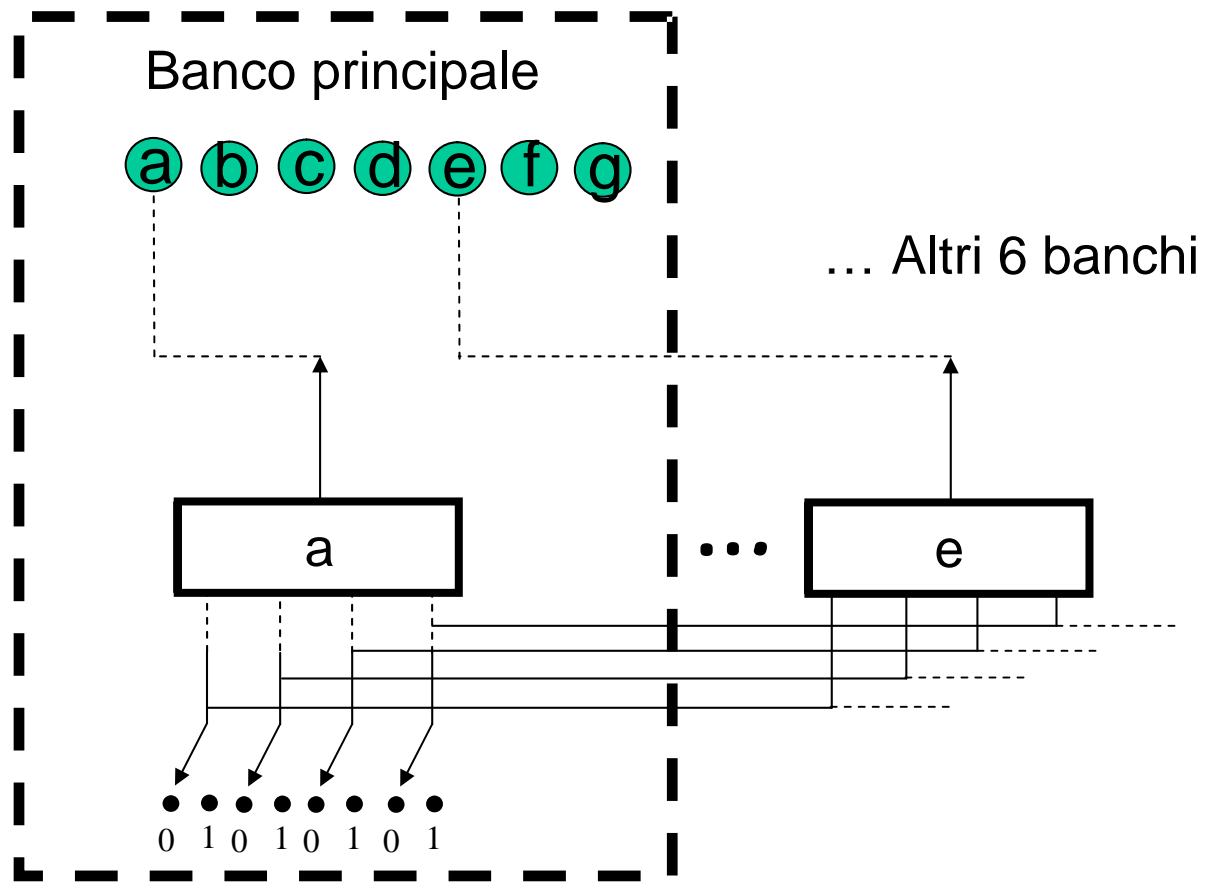 Banco principale
a b c d e f g
… Altri 6 banchi
a ... e
0 1 0 1 0 1 0 1